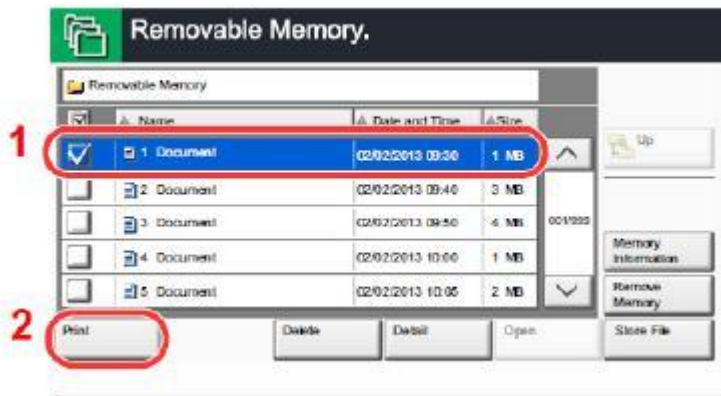 Removable Memory.
Removable Memory
Name Date and Time Size
1
1 Document 02/02/2013 09:30 1 MB
Up
2 Document 02/02/2013 09:40 3 MB
3 Document 02/02/2013 09:50 4 MB
001/999
4 Document 02/02/2013 10:00 1 MB
Memory
Information
5 Document 02/02/2013 10:05 2 MB
Remove
Memory
2
Print Delete Detail Open Store File